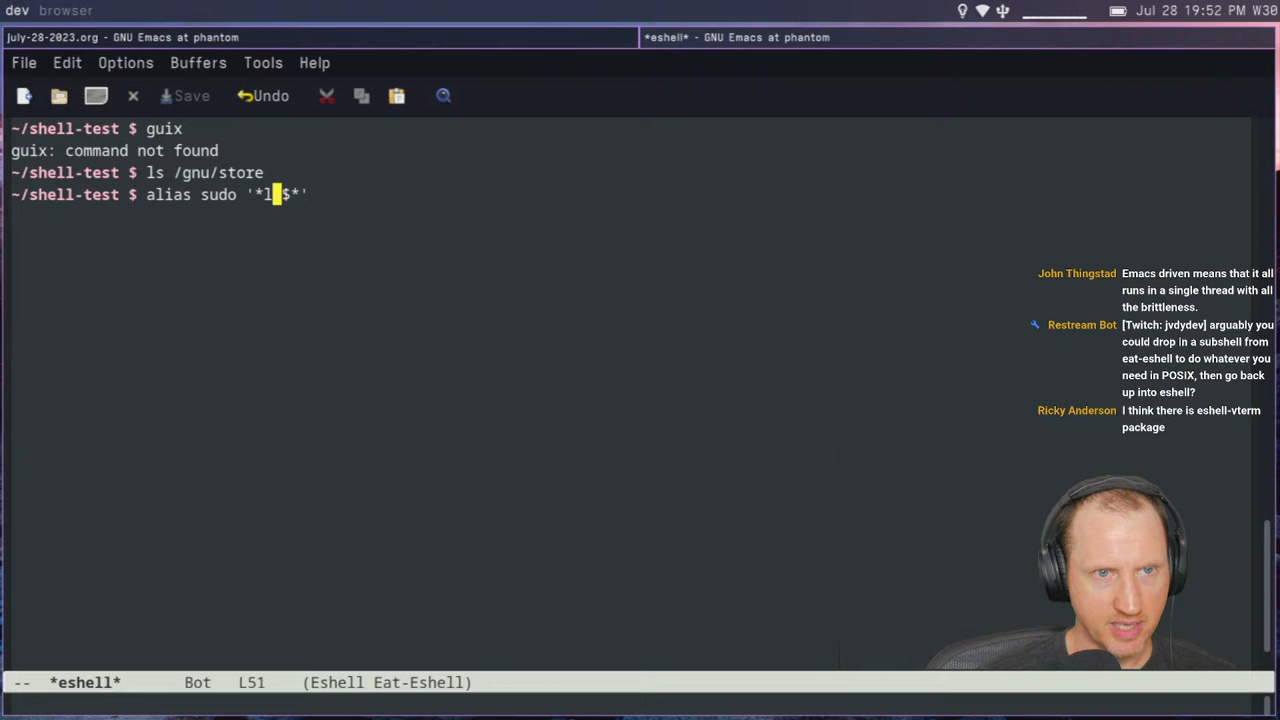 dev browser
Jul 28 19:52 W30
july-28-2023.org - GNU Emacs at phantom
*eshell* - GNU Emacs at phantom
File Edit Options Buffers Tools Help
Save Undo
~/shell-test $ guix
guix: command not found
~/shell-test $ ls /gnu/store
~/shell-test $ alias sudo '*l $*'
John Thingstad Emacs driven means that it all
runs in a single thread with all
the brittleness.
Restream Bot [Twitch: jvdydev] arguably you
could drop in a subshell from
eat-eshell to do whatever you
need in POSIX, then go back
up into eshell?
Ricky Anderson I think there is eshell-vterm
package
-- *eshell* Bot L51 (Eshell Eat-Eshell)